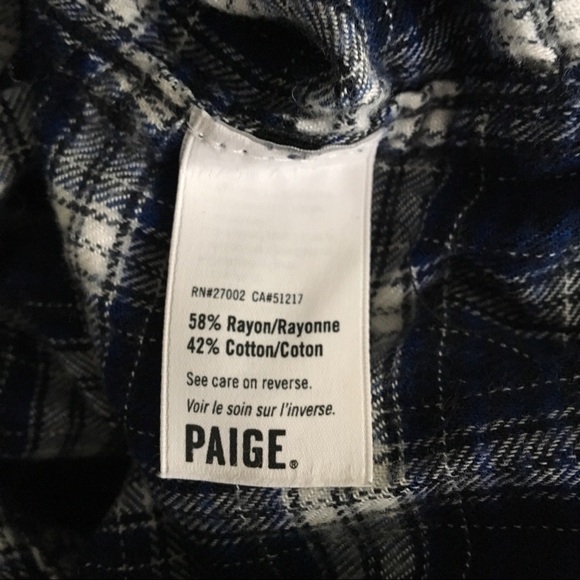 RN#27002 CA#51217
58% Rayon/Rayonne
42% Cotton/Coton
See care on reverse.
Voir le soin sur l'inverse.
PAIGE®